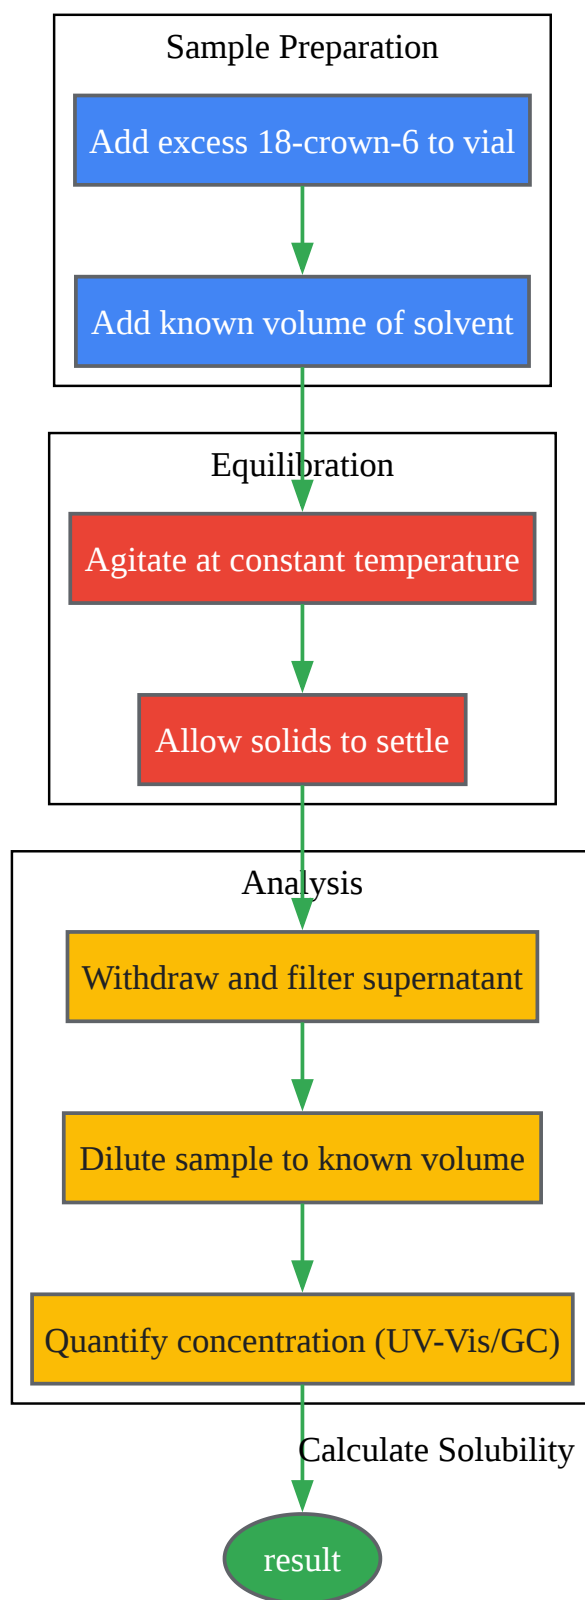 Sample Preparation
Add excess 18-crown-6 to vial
Add known volume of solvent
Equilibration
Agitate at constant temperature
Allow solids to settle
Analysis
Withdraw and filter supernatant
Dilute sample to known volume
Quantify concentration (UV-Vis/GC)
Calculate Solubility
result